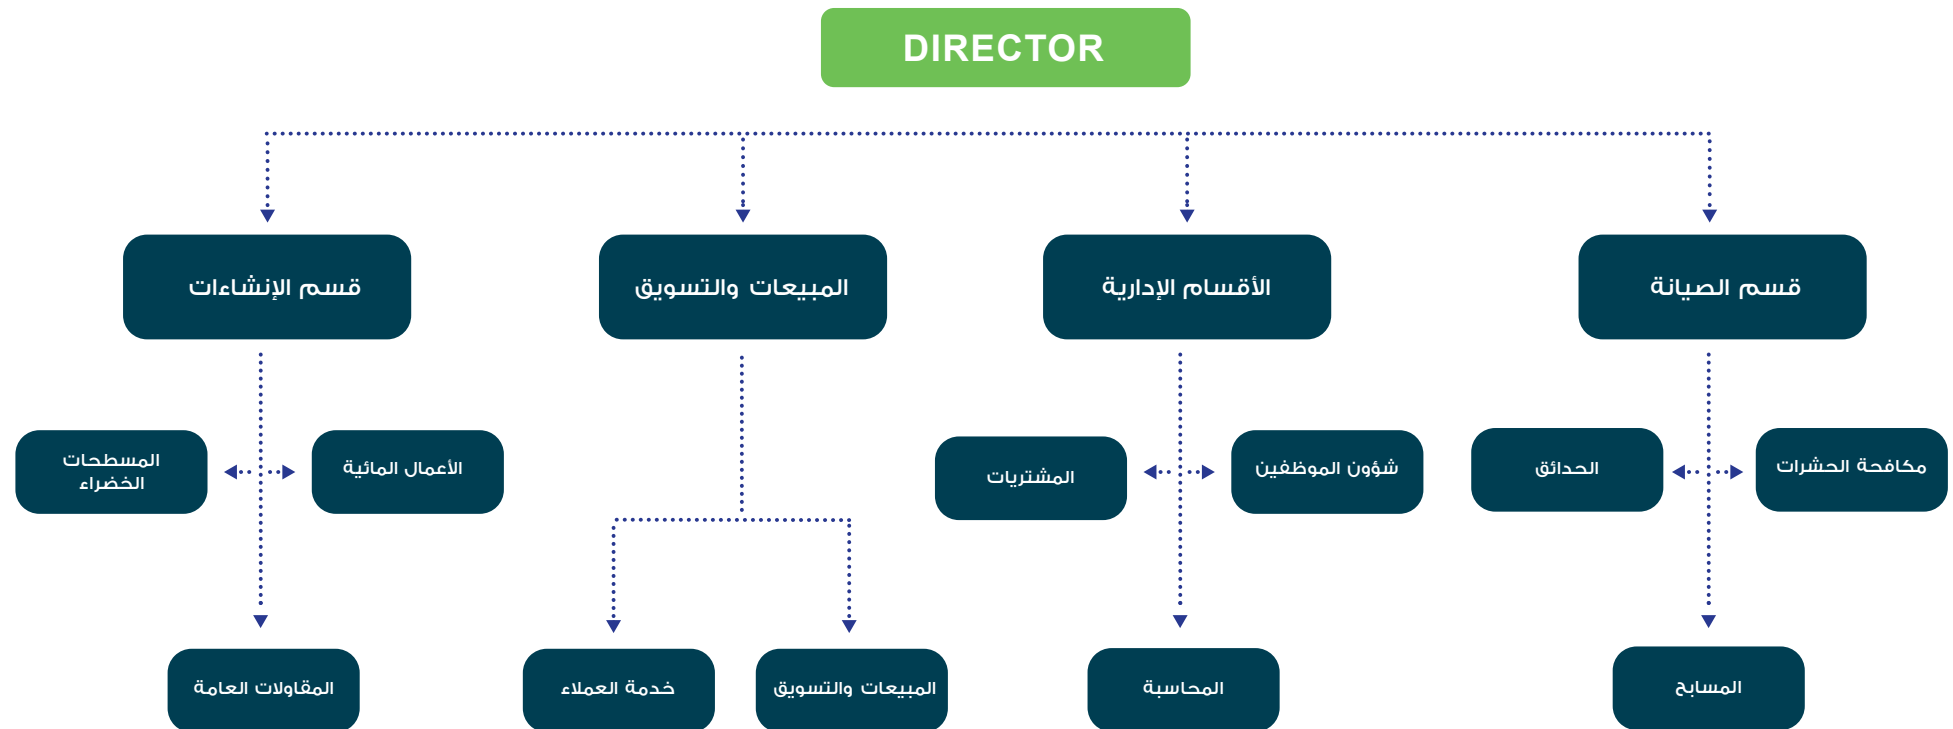 DIRECTOR
قسم الصيانة
الأقسام الإدارية
المبيعات والتسويق
قسم الإنشاءات
مكافحة الحشرات
الحدائق
شؤون الموظفين
المشتريات
الأعمال المائية
المسطحات
الخضراء
المسابح
المحاسبة
المبيعات والتسويق
خدمة العملاء
المقاولات العامة